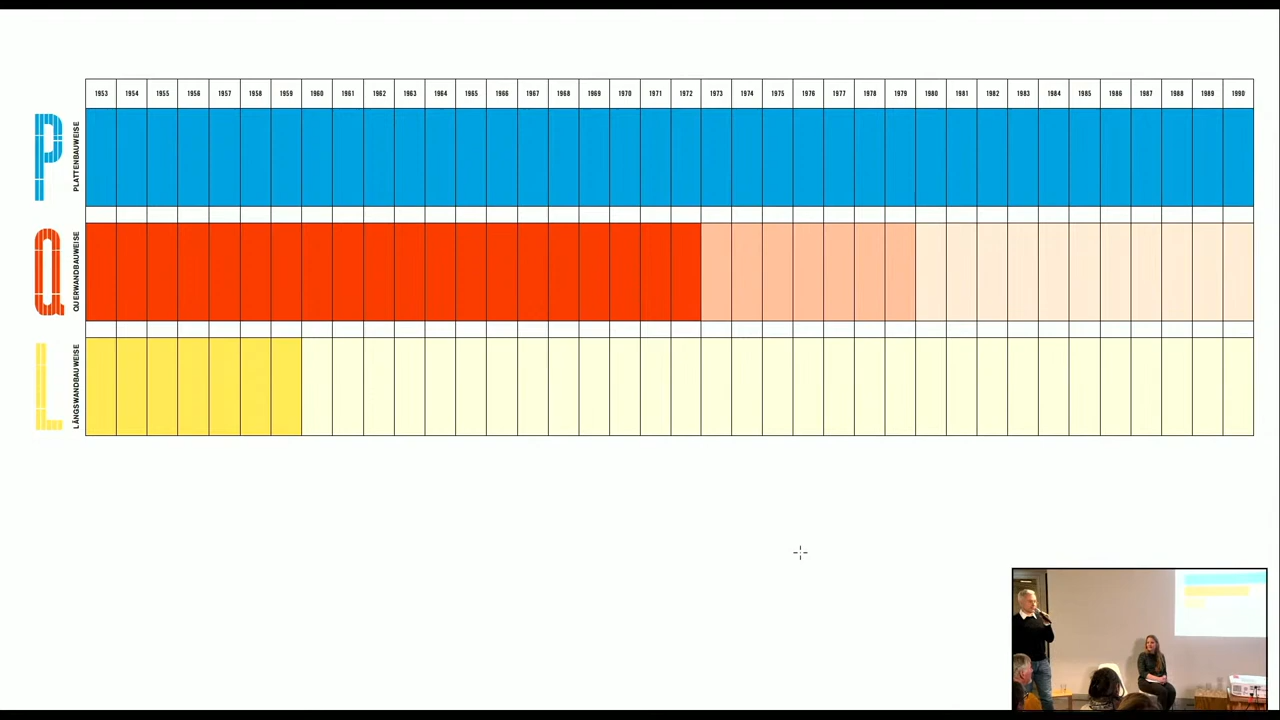 1953 1954 1955 1956 1957 1958 1959 1960 1961 1962 1963 1964 1965 1966 1967 1968 1969 1970 1971 1972 1973 1974 1975 1976 1977 1978 1979 1980 1981 1982 1983 1984 1985 1986 1987 1988 1989 1990
P PLATTENBAUWEISE
Q QUERWANDBAUWEISE
L LÄNGSWANDBAUWEISE